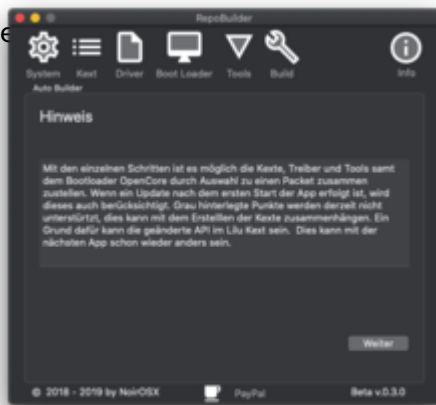 RepoBuilder
e
System Kext Driver Boot Loader Tools Build Info
Auto Builder
Hinweis
Mit den einzelnen Schritten ist es möglich die Kexte, Treiber und Tools samt
dem Bootloader OpenCore durch Auswahl zu einen Packet zusammen
zustellen. Wenn ein Update nach dem ersten Start der App erfolgt ist, wird
dieses auch berücksichtigt. Grau hinterlegte Punkte werden derzeit nicht
unterstürtzt, dies kann mit dem Erstelllen der Kexte zusammenhängen. Ein
Grund dafür kann die geänderte API im Lilu Kext sein. Dies kann mit der
nächsten App schon wieder anders sein.
Weiter
© 2018 - 2019 by NoirOSX PayPal Beta v.0.3.0